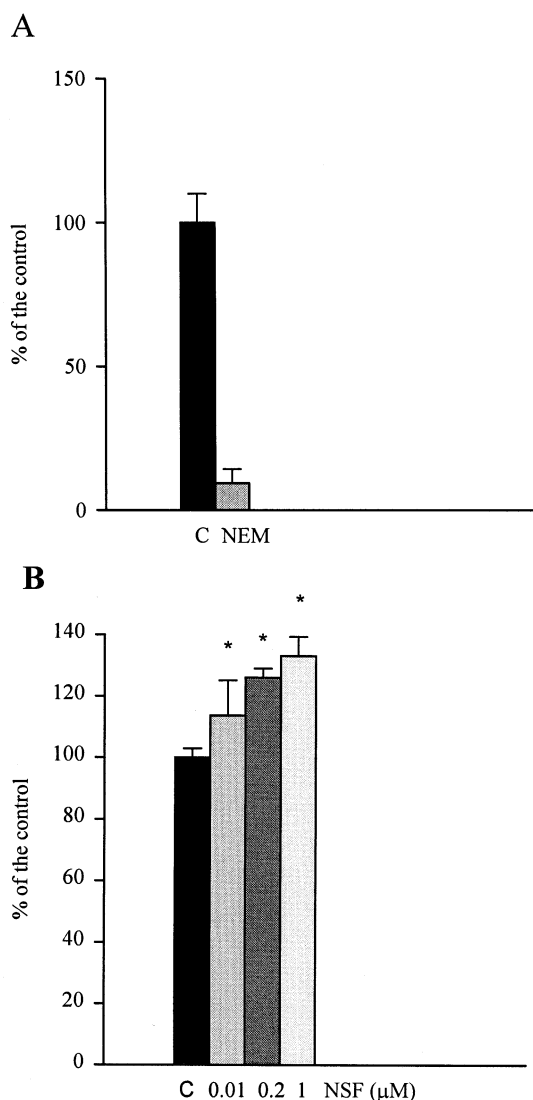 A
150
100
50
0
% of the control
C NEM
B
* * *
140
120
100
80
60
40
20
0
% of the control
C 0.01 0.2 1 NSF (μM)